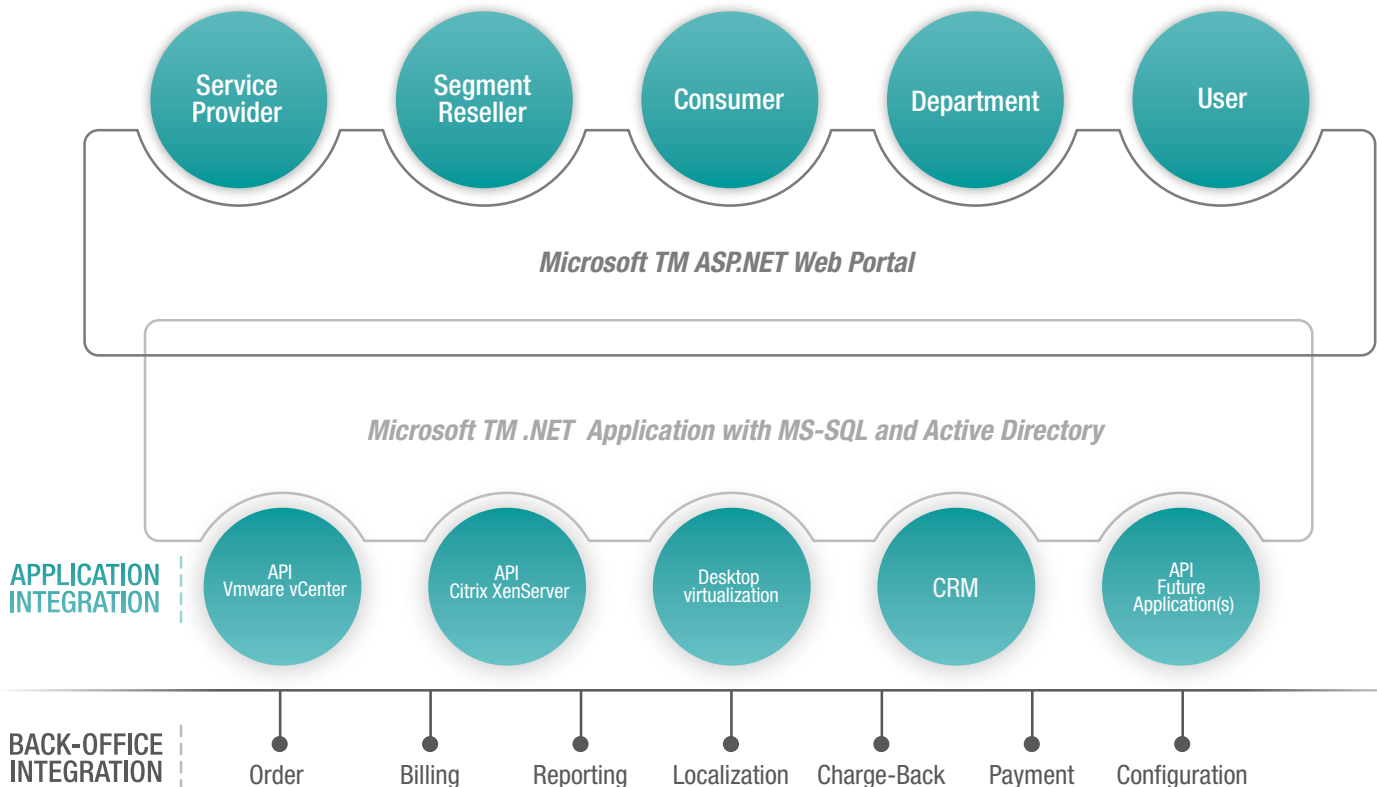 Service
Provider
Segment
Reseller
Consumer
Department
User
Microsoft TM ASP.NET Web Portal
Microsoft TM .NET Application with MS-SQL and Active Directory
APPLICATION
INTEGRATION
API
Vmware vCenter
API
Citrix XenServer
Desktop
virtualization
CRM
API
Future
Application(s)
BACK-OFFICE
INTEGRATION
Order
Billing
Reporting
Localization
Charge-Back
Payment
Configuration